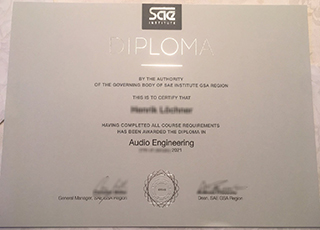 sae
INSTITUTE
DIPLOMA
BY THE AUTHORITY
OF THE GOVERNING BODY OF SAE INSTITUTE GSA REGION
THIS IS TO CERTIFY THAT
HAVING COMPLETED ALL COURSE REQUIREMENTS
HAS BEEN AWARDED THE DIPLOMA IN
Audio Engineering
2021
General Manager, SAE GSA Region
Dean, SAE GSA Region